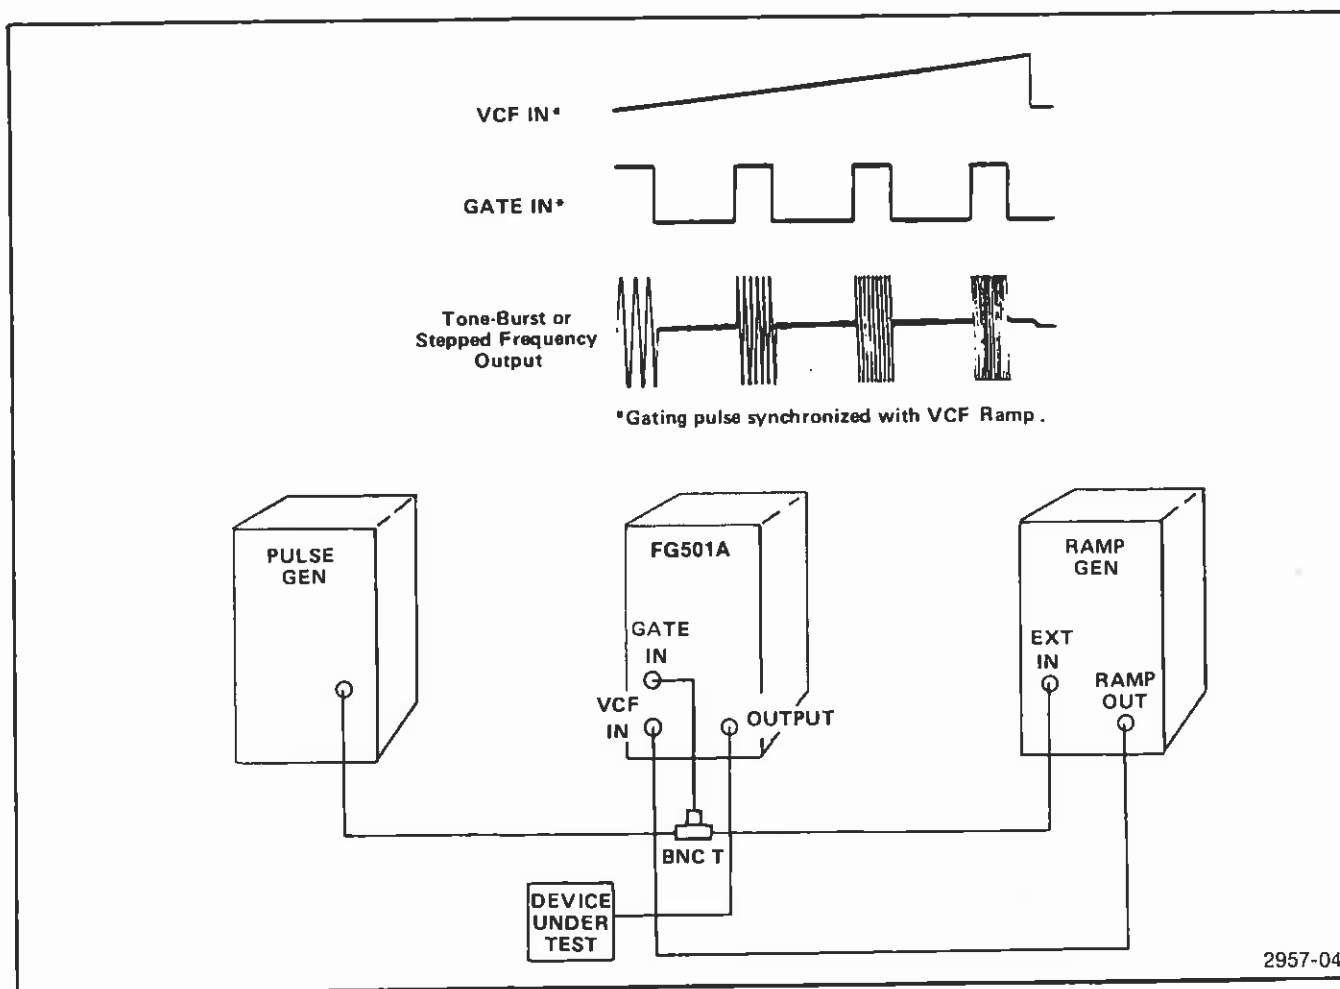 VCF IN*
GATE IN*
Tone-Burst or
Stepped Frequency
Output
*Gating pulse synchronized with VCF Ramp.
PULSE
GEN
FG501A
GATE
IN
VCF
IN
OUTPUT
RAMP
GEN
EXT
IN
RAMP
OUT
BNC T
DEVICE
UNDER
TEST
2957-04